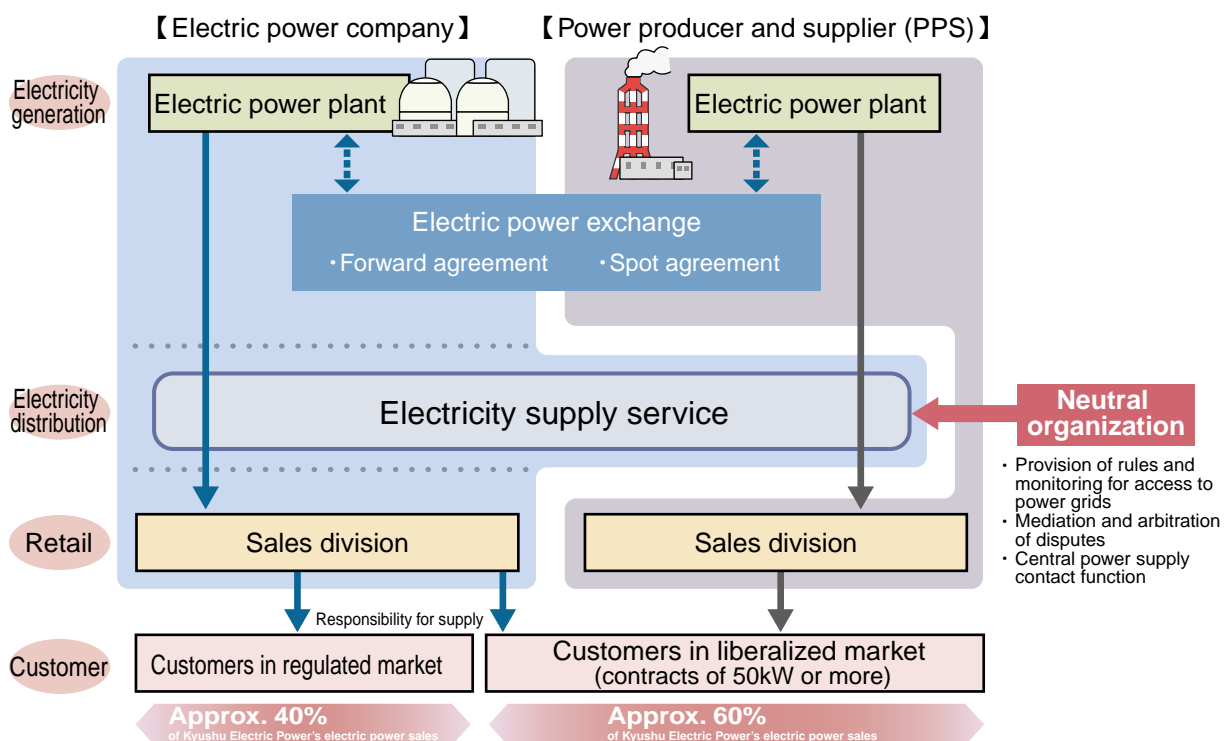 【Electric power company】
【Power producer and supplier (PPS)】
Electricity
generation
Electric power plant
Electric power plant
Electric power exchange
・Forward agreement
・Spot agreement
Electricity
distribution
Electricity supply service
Neutral
organization
・Provision of rules and
monitoring for access to
power grids
・Mediation and arbitration
of disputes
・Central power supply
contact function
Retail
Sales division
Sales division
Responsibility for supply
Customer
Customers in regulated market
Customers in liberalized market
(contracts of 50kW or more)
Approx. 40%
of Kyushu Electric Power's electric power sales
Approx. 60%
of Kyushu Electric Power's electric power sales